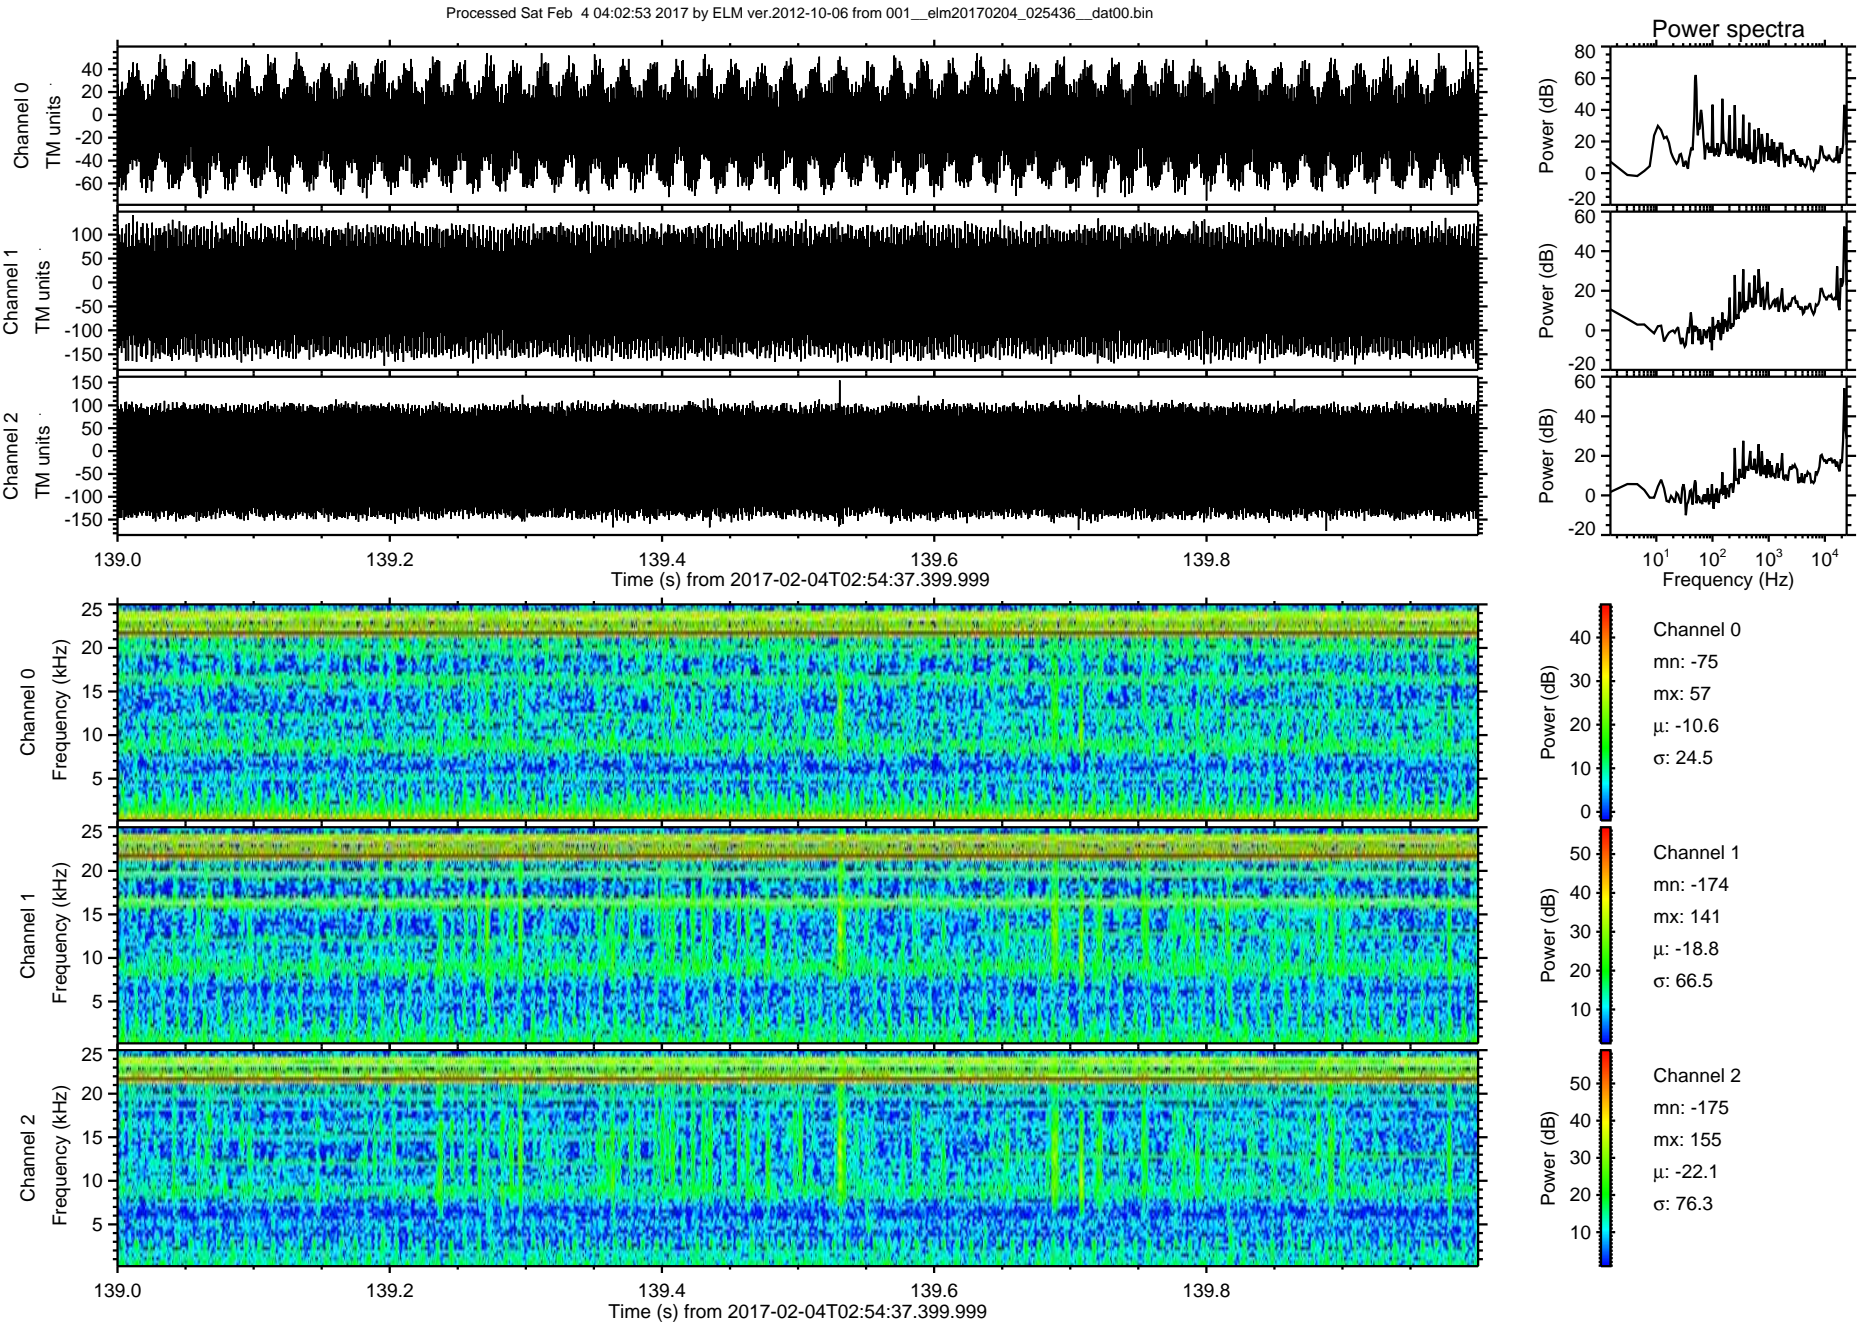 Processed Sat Feb  4 04:02:53 2017 by ELM ver.2012-10-06 from 001__elm20170204_025436__dat00.bin
Power spectra
Channel 0
TM units
40
20
0
-20
-40
-60
Power (dB)
80
60
40
20
0
-20
Channel 1
TM units
100
50
0
-50
-100
-150
Power (dB)
60
40
20
0
-20
Channel 2
TM units
150
100
50
0
-50
-100
-150
Power (dB)
60
40
20
0
-20
139.0 139.2 139.4 139.6 139.8
Time (s) from 2017-02-04T02:54:37.399.999
10^1 10^2 10^3 10^4
Frequency (Hz)
Channel 0
Frequency (kHz)
25
20
15
10
5
Power (dB)
40
30
20
10
0
Channel 0
mn: -75
mx: 57
μ: -10.6
σ: 24.5
Channel 1
Frequency (kHz)
25
20
15
10
5
Power (dB)
50
40
30
20
10
Channel 1
mn: -174
mx: 141
μ: -18.8
σ: 66.5
Channel 2
Frequency (kHz)
25
20
15
10
5
Power (dB)
50
40
30
20
10
Channel 2
mn: -175
mx: 155
μ: -22.1
σ: 76.3
139.0 139.2 139.4 139.6 139.8
Time (s) from 2017-02-04T02:54:37.399.999